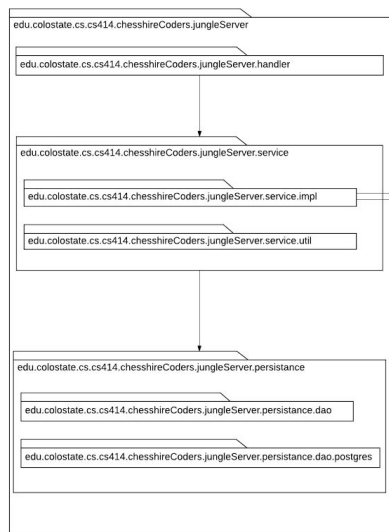 edu.colostate.cs.cs414.chesshireCoders.jungleServer
edu.colostate.cs.cs414.chesshireCoders.jungleServer.handler
edu.colostate.cs.cs414.chesshireCoders.jungleServer.service
edu.colostate.cs.cs414.chesshireCoders.jungleServer.service.impl
edu.colostate.cs.cs414.chesshireCoders.jungleServer.service.util
edu.colostate.cs.cs414.chesshireCoders.jungleServer.persistance
edu.colostate.cs.cs414.chesshireCoders.jungleServer.persistance.dao
edu.colostate.cs.cs414.chesshireCoders.jungleServer.persistance.dao.postgres